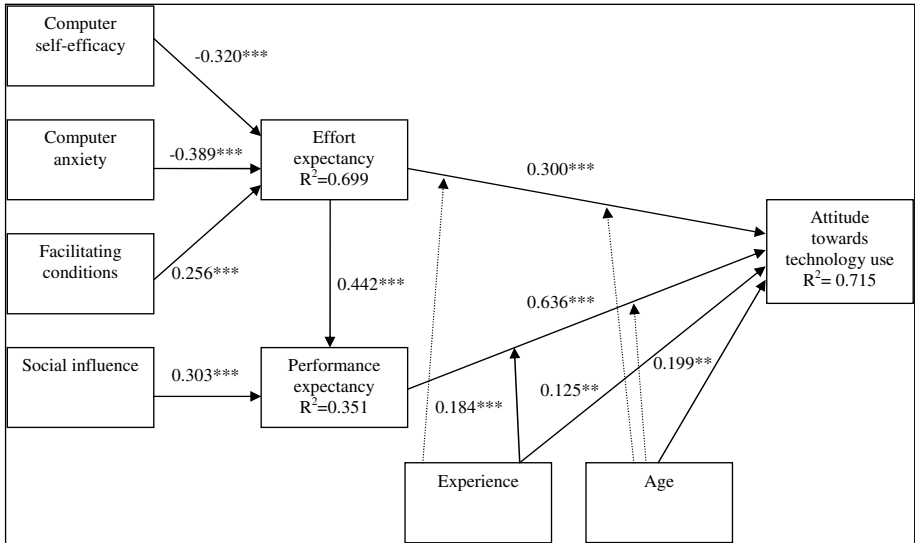 Computer
self-efficacy
-0.320***
Computer
anxiety
-0.389***
Effort
expectancy
R²=0.699
0.300***
Facilitating
conditions
0.256***
0.442***
Attitude
towards
technology use
R²= 0.715
0.636***
Social influence
0.303***
Performance
expectancy
R²=0.351
0.184***
0.125**
0.199**
Experience
Age